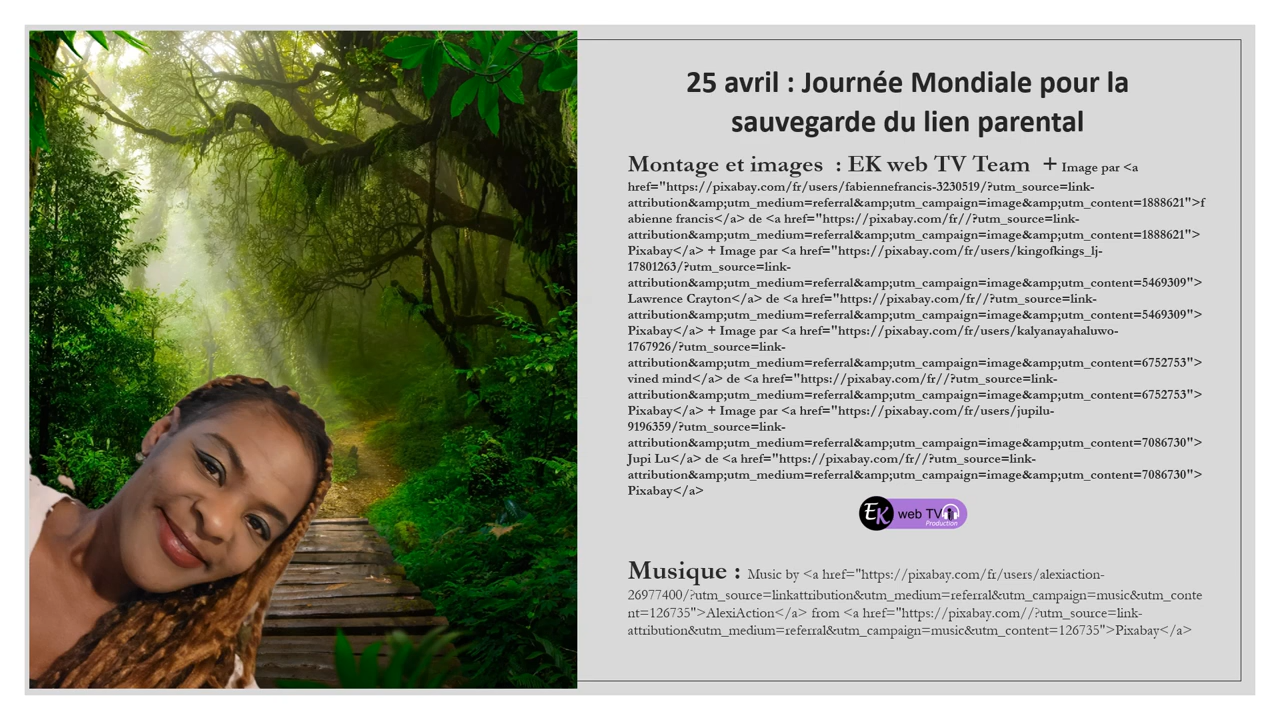 25 avril : Journée Mondiale pour la
sauvegarde du lien parental
Montage et images : EK web TV Team + Image par <a
href="https://pixabay.com/fr/users/fabiennefrancis-3230519/?utm_source=link-
attribution&amp;utm_medium=referral&amp;utm_campaign=image&amp;utm_content=1888621">f
abienne francis</a> de <a href="https://pixabay.com/fr//?utm_source=link-
attribution&amp;utm_medium=referral&amp;utm_campaign=image&amp;utm_content=1888621">
Pixabay</a> + Image par <a href="https://pixabay.com/fr/users/kingofkings_lj-
17801263/?utm_source=link-
attribution&amp;utm_medium=referral&amp;utm_campaign=image&amp;utm_content=5469309">
Lawrence Crayton</a> de <a href="https://pixabay.com/fr//?utm_source=link-
attribution&amp;utm_medium=referral&amp;utm_campaign=image&amp;utm_content=5469309">
Pixabay</a> + Image par <a href="https://pixabay.com/fr/users/kalyanayahaluwo-
1767926/?utm_source=link-
attribution&amp;utm_medium=referral&amp;utm_campaign=image&amp;utm_content=6752753">
vined mind</a> de <a href="https://pixabay.com/fr//?utm_source=link-
attribution&amp;utm_medium=referral&amp;utm_campaign=image&amp;utm_content=6752753">
Pixabay</a> + Image par <a href="https://pixabay.com/fr/users/jupilu-
9196359/?utm_source=link-
attribution&amp;utm_medium=referral&amp;utm_campaign=image&amp;utm_content=7086730">
Jupi Lu</a> de <a href="https://pixabay.com/fr//?utm_source=link-
attribution&amp;utm_medium=referral&amp;utm_campaign=image&amp;utm_content=7086730">
Pixabay</a>
EK web TV
Production
Musique : Music by <a href="https://pixabay.com/fr/users/alexiaction-
26977400/?utm_source=linkattribution&utm_medium=referral&utm_campaign=music&utm_conte
nt=126735">AlexiAction</a> from <a href="https://pixabay.com//?utm_source=link-
attribution&utm_medium=referral&utm_campaign=music&utm_content=126735">Pixabay</a>